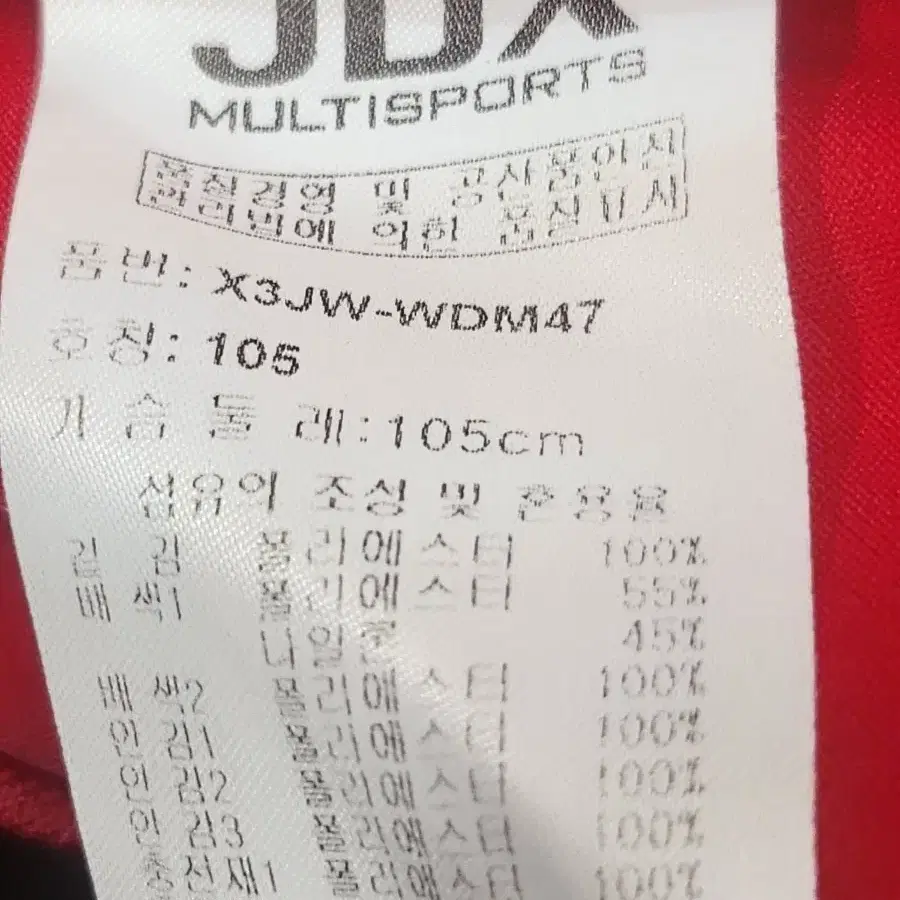 JDX
MULTISPORTS
품질경영 및 공산품안전
관리법에 의한 품질표시
품번: X3JW-WDM47
호칭: 105
가슴둘레:105cm
섬유의 조성 및 혼용율
겉감 폴리에스터 100%
배색1 폴리에스터 55%
나일론 45%
배색2 폴리에스터 100%
안감1 폴리에스터 100%
안감2 폴리에스터 100%
안감3 폴리에스터 100%
충전재1 폴리에스터 100%